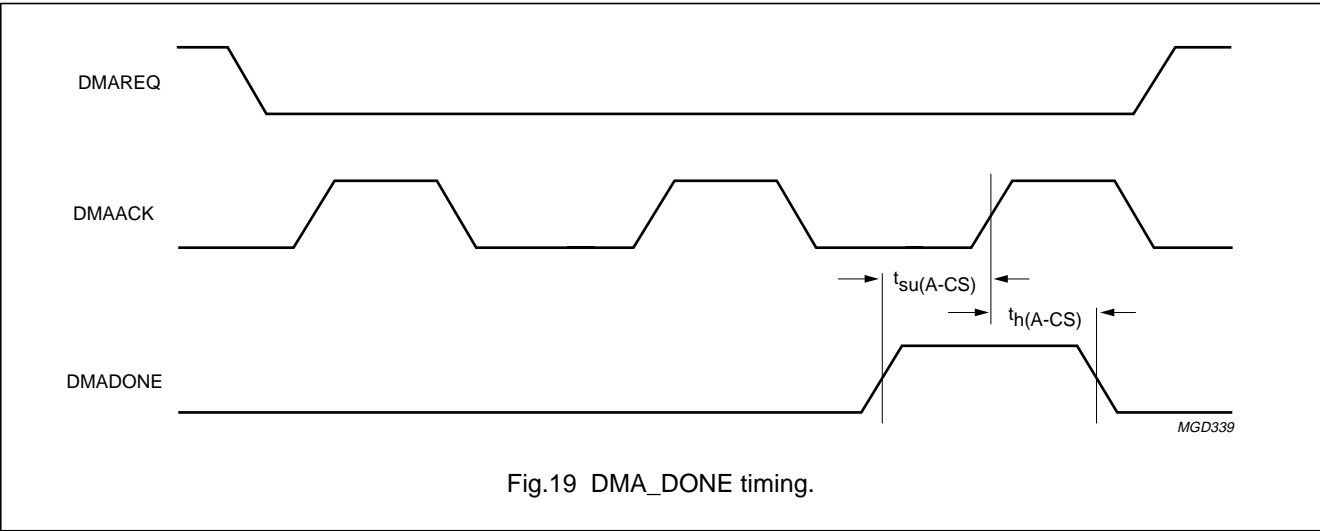 DMAREQ
DMAACK
tsu(A-CS)
th(A-CS)
DMADONE
MGD339
Fig.19 DMA_DONE timing.